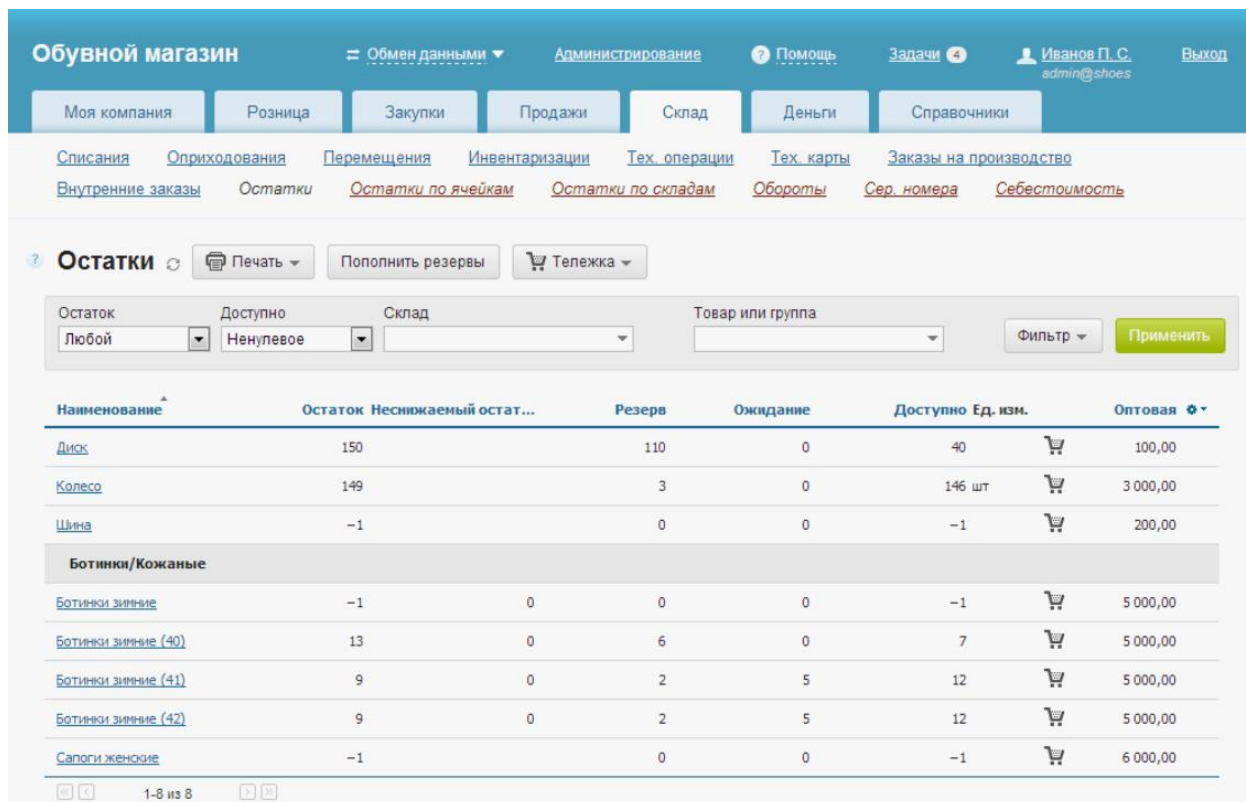 Обувной магазин Обмен данными Администрирование ? Помощь Задачи 4 Иванов П. С. Выход
admin@shoes
Моя компания Розница Закупки Продажи Склад Деньги Справочники
Списания Оприходования Перемещения Инвентаризации Тех. операции Тех. карты Заказы на производство
Внутренние заказы Остатки Остатки по ячейкам Остатки по складам Обороты Сер. номера Себестоимость
? Остатки Печать Пополнить резервы Тележка
Остаток Доступно Склад Товар или группа
Любой Ненулевое Фильтр Применить
Наименование Остаток Неснижаемый остат... Резерв Ожидание Доступно Ед. изм. Оптовая
Диск 150 110 0 40 100,00
Колесо 149 3 0 146 шт 3 000,00
Шина −1 0 0 −1 200,00
Ботинки/Кожаные
Ботинки зимние −1 0 0 0 −1 5 000,00
Ботинки зимние (40) 13 0 6 0 7 5 000,00
Ботинки зимние (41) 9 0 2 5 12 5 000,00
Ботинки зимние (42) 9 0 2 5 12 5 000,00
Сапоги женские −1 0 0 −1 6 000,00
1-8 из 8